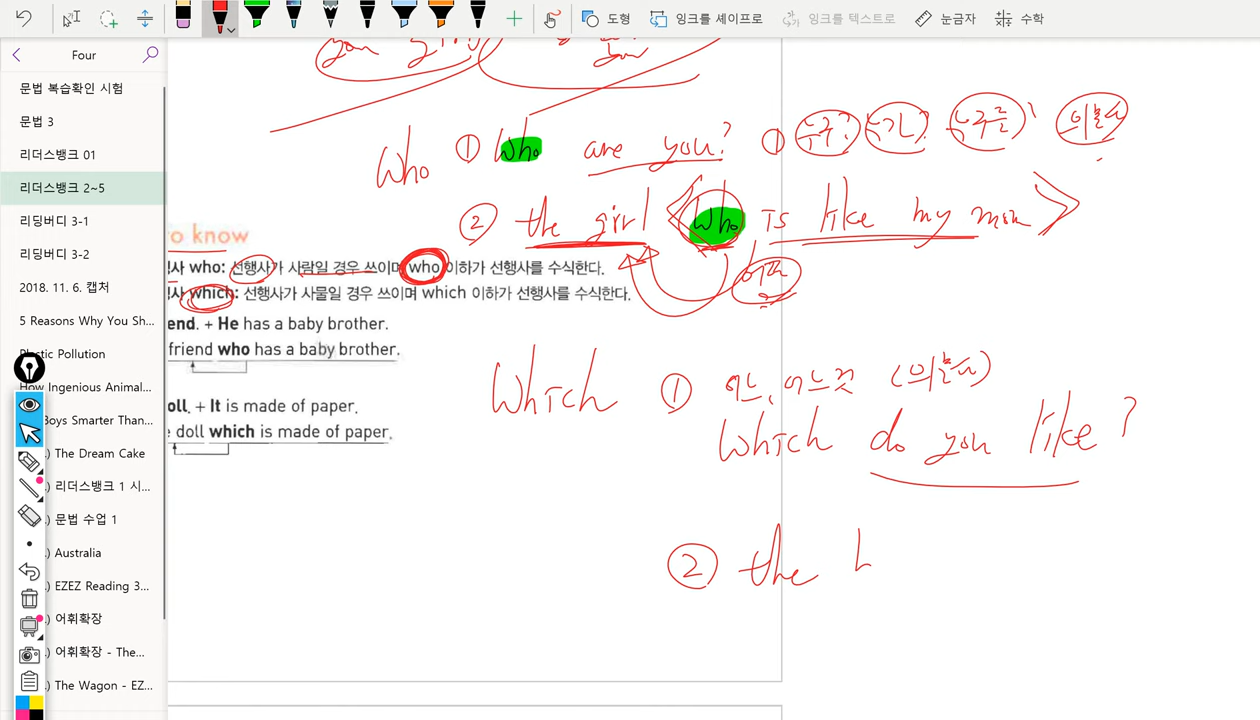 도형
잉크를 셰이프로
잉크를 텍스트로
눈금자
수학
Four
문법 복습확인 시험
문법 3
리더스뱅크 01
리더스뱅크 2~5
리딩버디 3-1
리딩버디 3-2
2018. 11. 6. 캡처
5 Reasons Why You Sh...
Plastic Pollution
How Ingenious Animal...
Boys Smarter Than...
.) The Dream Cake
.) 리더스뱅크 1 시...
.) 문법 수업 1
.) Australia
.) EZEZ Reading 3...
.) 어휘확장
.) 어휘확장 - The...
.) The Wagon - EZ...
Who ① Who are you? ① 누구? 누가? 누구를? 의문사
② the girl <who is like my mom>
어떤
to know
사 who: 선행사가 사람일 경우 쓰이며 who 이하가 선행사를 수식한다.
사 which: 선행사가 사물일 경우 쓰이며 which 이하가 선행사를 수식한다.
end. + He has a baby brother.
friend who has a baby brother.
oll. + It is made of paper.
e doll which is made of paper.
Which ① 어느, 어느 것 (의문사)
Which do you like?
② the